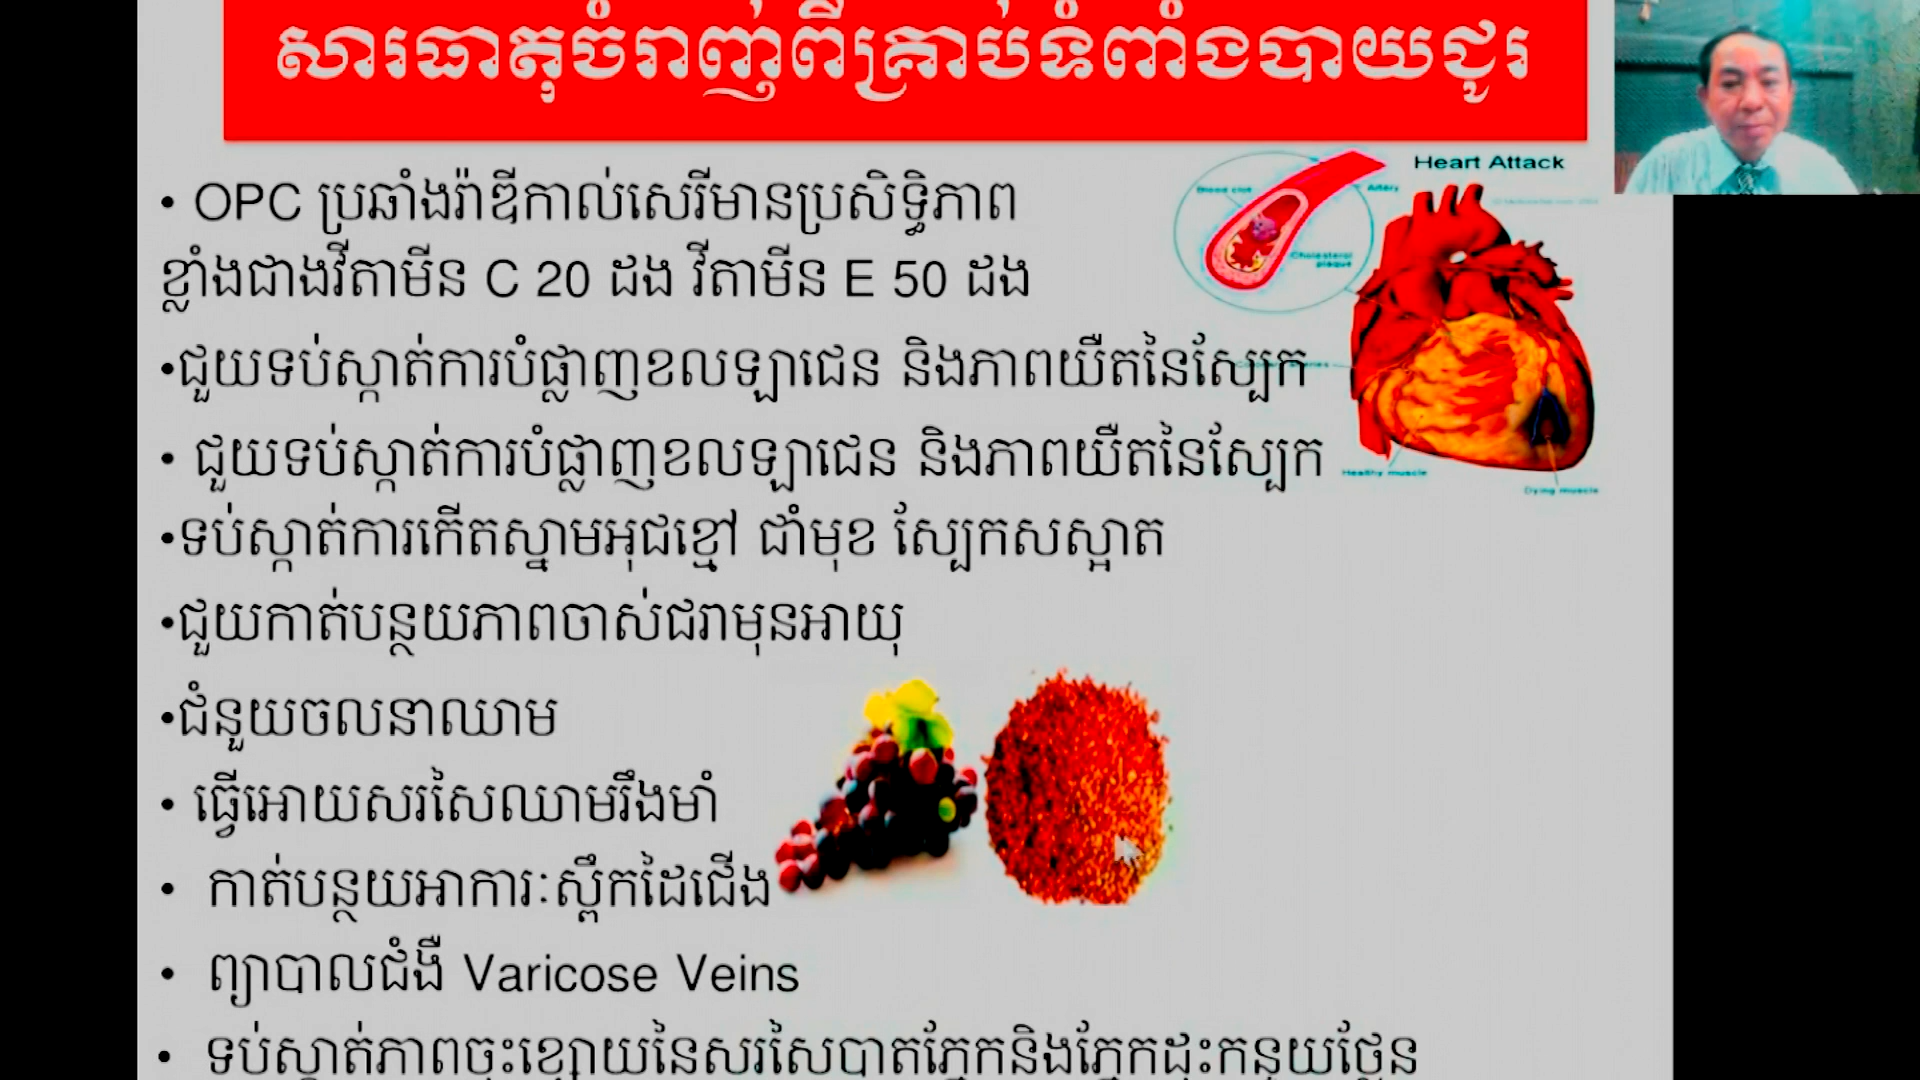 សារធាតុចំរាញ់ពីគ្រាប់ទំពាំងបាយជូរ
• OPC ប្រឆាំងរ៉ាឌីកាល់សេរីមានប្រសិទ្ធិភាព
ខ្លាំងជាងវីតាមីន C 20 ដង វីតាមីន E 50 ដង
•ជួយទប់ស្កាត់ការបំផ្លាញខលឡាជេន និងភាពយឺតនៃស្បែក
• ជួយទប់ស្កាត់ការបំផ្លាញខលឡាជេន និងភាពយឺតនៃស្បែក
•ទប់ស្កាត់ការកើតស្នាមអុជខ្មៅ ជាំមុខ ស្បែកសស្អាត
•ជួយកាត់បន្ថយភាពចាស់ជរាមុនអាយុ
•ជំនួយចលនាឈាម
• ធ្វើអោយសរសៃឈាមរឹងមាំ
• កាត់បន្ថយអាការៈស្ពឹកដៃជើង
• ព្យាបាលជំងឺ Varicose Veins
• ទប់ស្កាត់ភាពចុះខ្សោយនៃសរសៃបាតភ្នែកនិងភ្នែកដុះកន្ទុយថ្លែន
Heart Attack
Blood clot
Artery
Cholesterol
plaque
Healthy muscle
Dying muscle